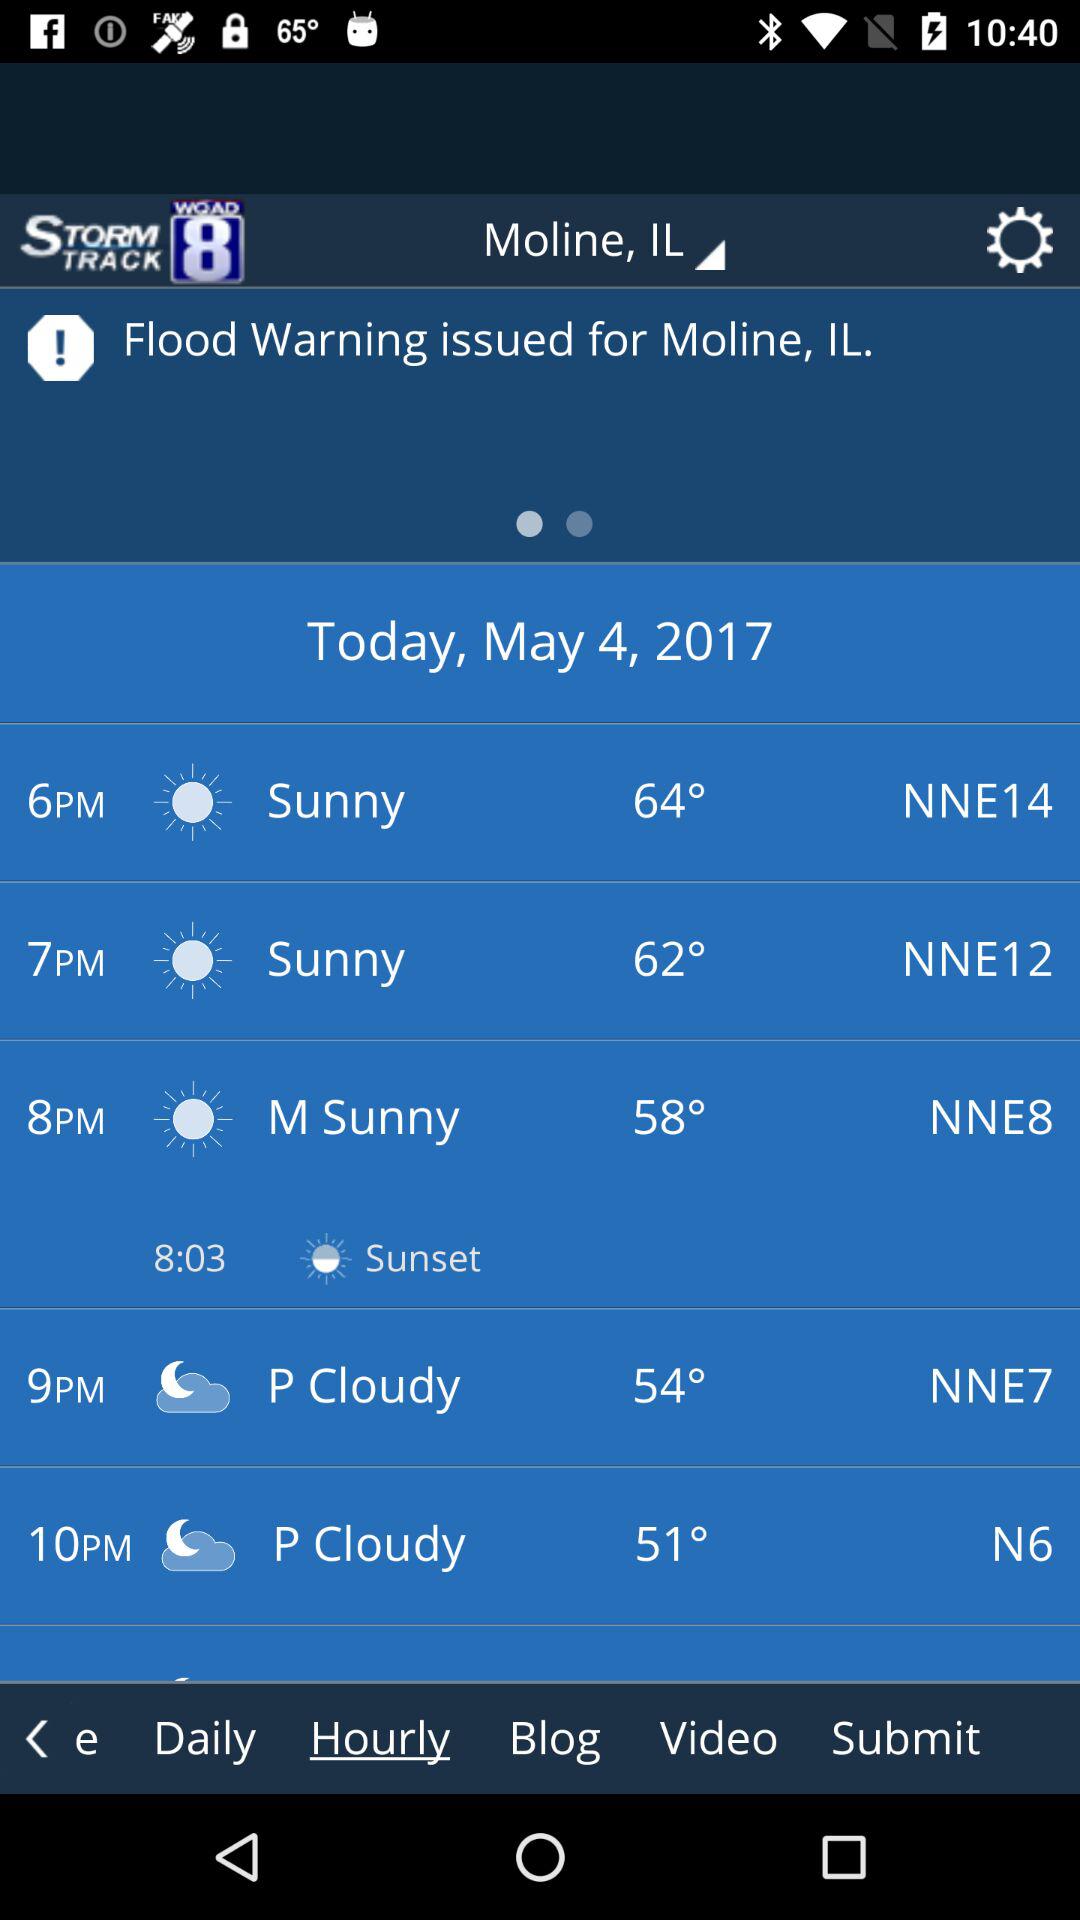 FAKE 65° 10:40
STORM TRACK WQAD 8
Moline, IL
Flood Warning issued for Moline, IL.
Today, May 4, 2017
6PM Sunny 64° NNE14
7PM Sunny 62° NNE12
8PM M Sunny 58° NNE8
8:03 Sunset
9PM P Cloudy 54° NNE7
10PM P Cloudy 51° N6
e Daily Hourly Blog Video Submit